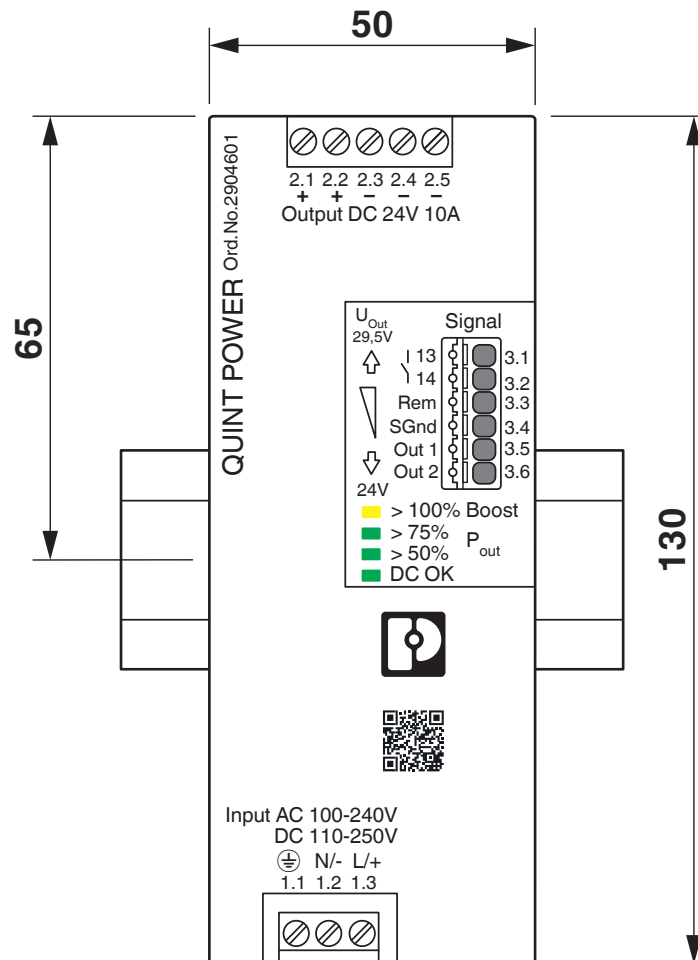 50
65
130
2.1 2.2 2.3 2.4 2.5
+ + – – –
Output DC 24V 10A
QUINT POWER Ord.No.2904601
UOut
29,5V
Signal
13 3.1
14 3.2
Rem 3.3
SGnd 3.4
Out 1 3.5
Out 2 3.6
24V
> 100% Boost
> 75%
> 50%
Pout
DC OK
Input AC 100-240V
DC 110-250V
N/- L/+
1.1 1.2 1.3